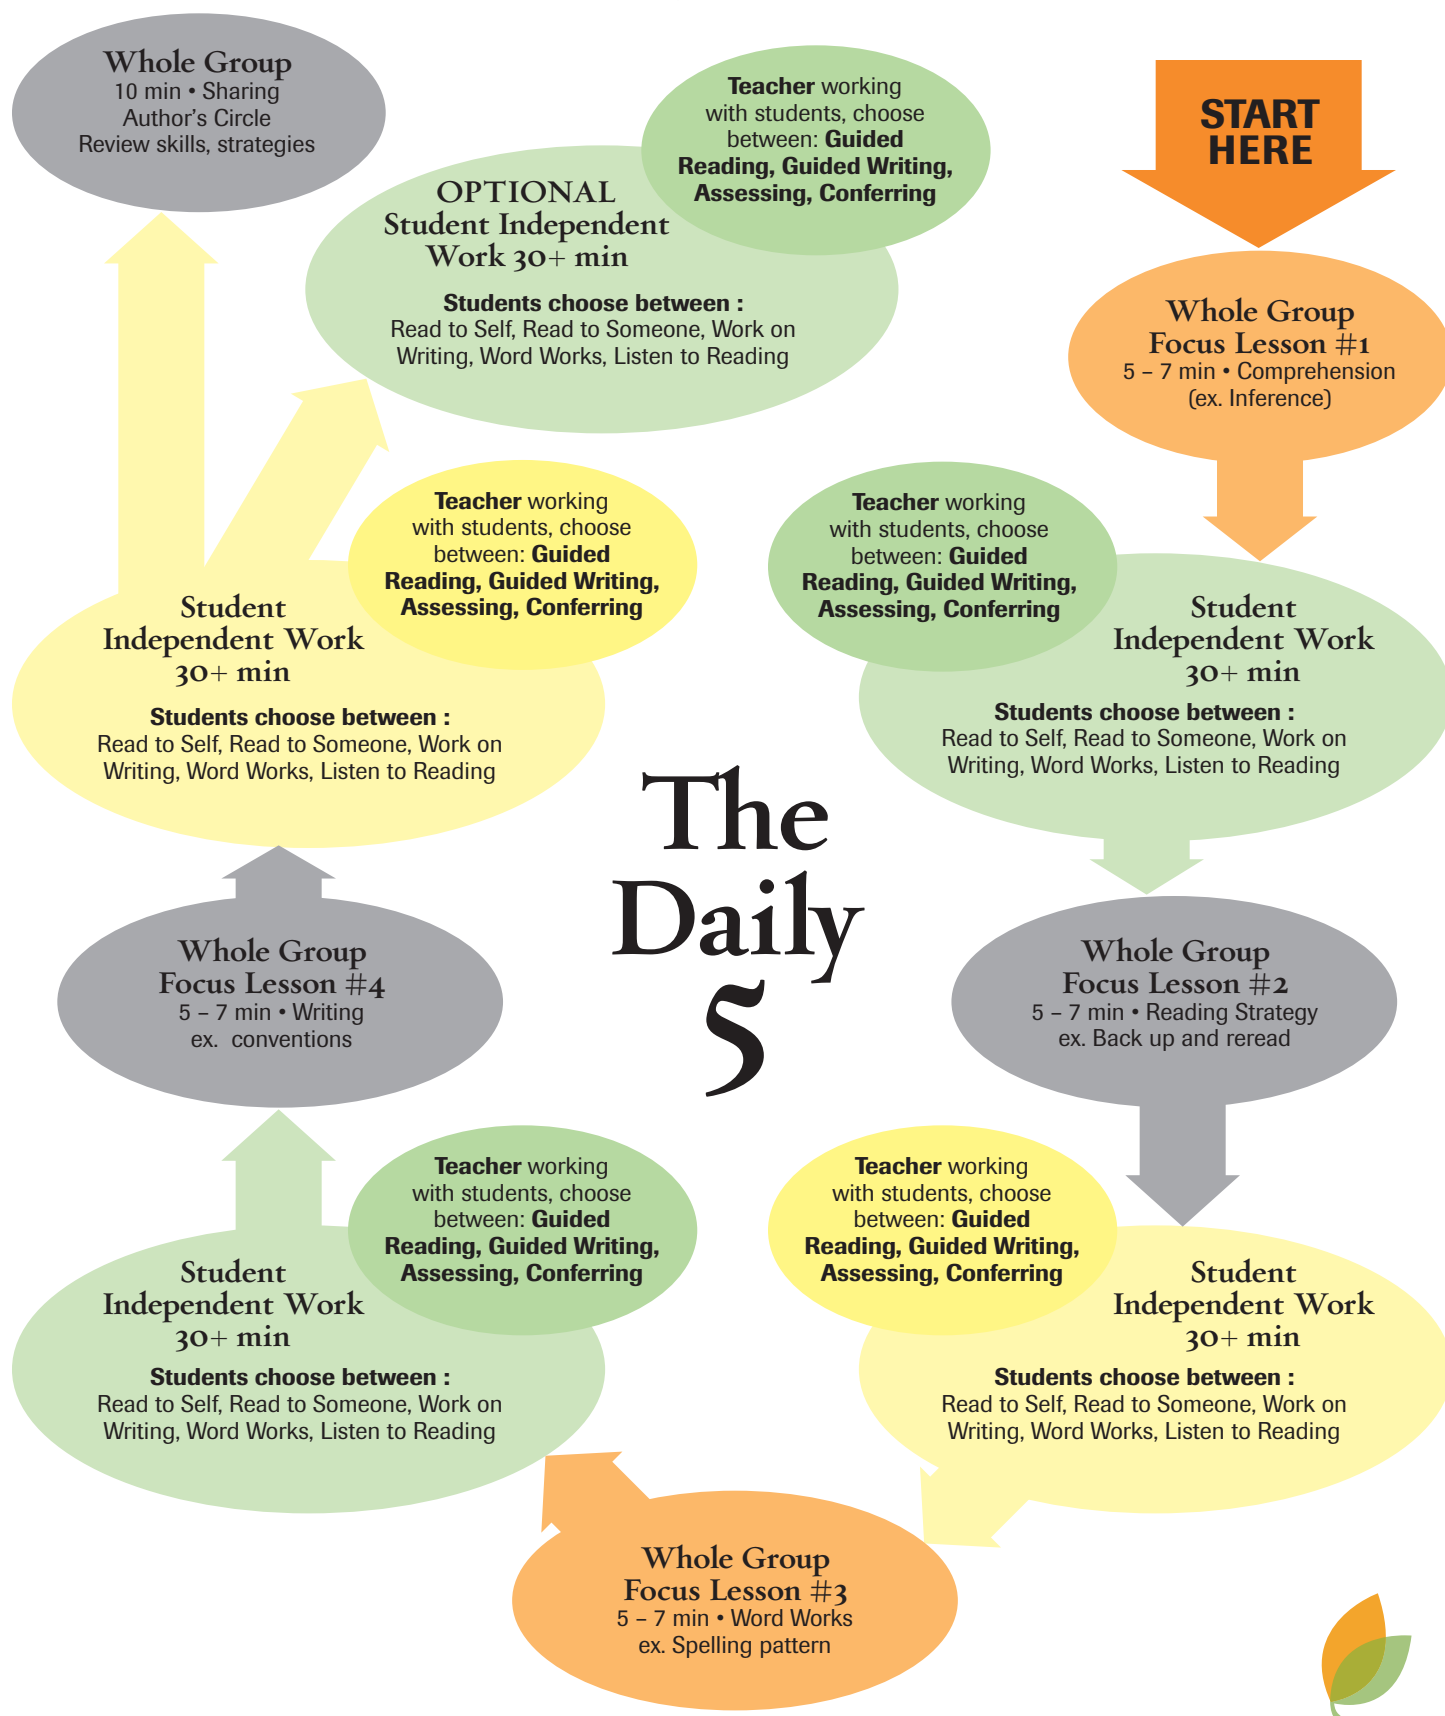 START
HERE
Whole Group
Focus Lesson #1
5 – 7 min • Comprehension
(ex. Inference)
Teacher working
with students, choose
between: Guided
Reading, Guided Writing,
Assessing, Conferring
Student
Independent Work
30+ min
Students choose between :
Read to Self, Read to Someone, Work on
Writing, Word Works, Listen to Reading
Whole Group
Focus Lesson #2
5 – 7 min • Reading Strategy
ex. Back up and reread
Teacher working
with students, choose
between: Guided
Reading, Guided Writing,
Assessing, Conferring
Student
Independent Work
30+ min
Students choose between :
Read to Self, Read to Someone, Work on
Writing, Word Works, Listen to Reading
Whole Group
Focus Lesson #3
5 – 7 min • Word Works
ex. Spelling pattern
Teacher working
with students, choose
between: Guided
Reading, Guided Writing,
Assessing, Conferring
Student
Independent Work
30+ min
Students choose between :
Read to Self, Read to Someone, Work on
Writing, Word Works, Listen to Reading
Whole Group
Focus Lesson #4
5 – 7 min • Writing
ex. conventions
Teacher working
with students, choose
between: Guided
Reading, Guided Writing,
Assessing, Conferring
Student
Independent Work
30+ min
Students choose between :
Read to Self, Read to Someone, Work on
Writing, Word Works, Listen to Reading
Teacher working
with students, choose
between: Guided
Reading, Guided Writing,
Assessing, Conferring
OPTIONAL
Student Independent
Work 30+ min
Students choose between :
Read to Self, Read to Someone, Work on
Writing, Word Works, Listen to Reading
Whole Group
10 min • Sharing
Author's Circle
Review skills, strategies
The
Daily
5